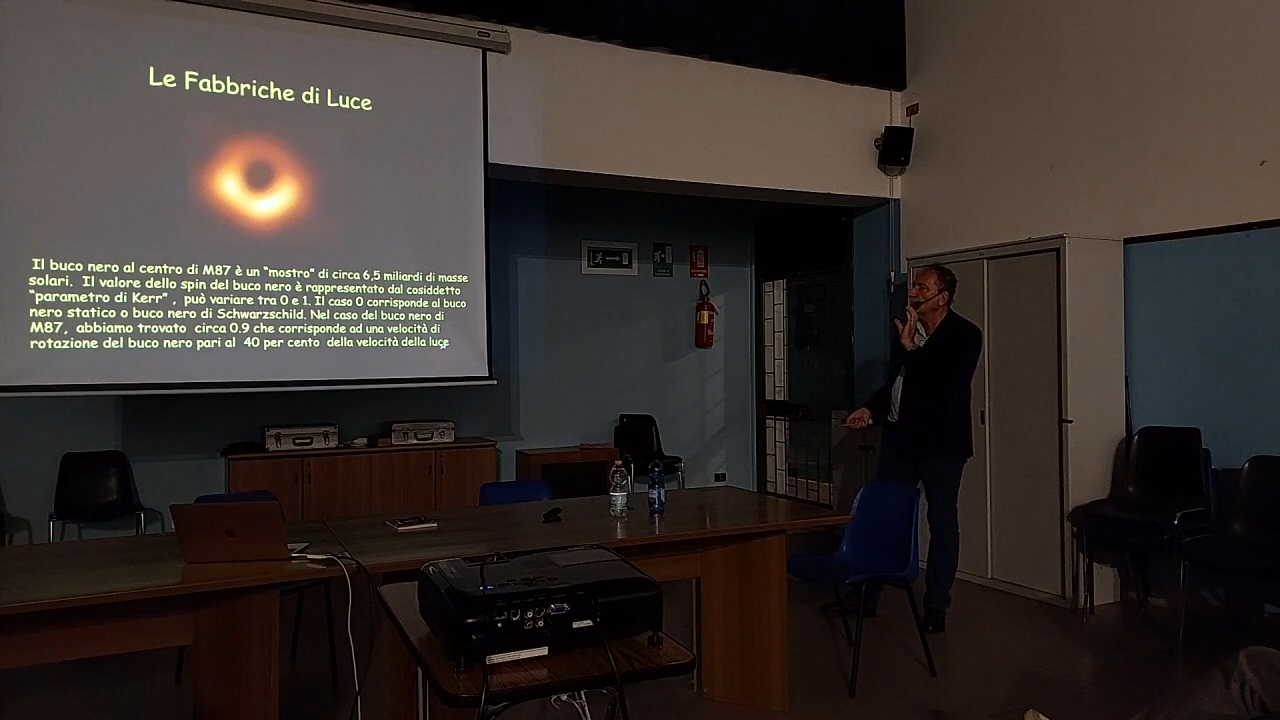 Le Fabbriche di Luce
Il buco nero al centro di M87 è un "mostro" di circa 6,5 miliardi di masse
solari. Il valore dello spin del buco nero è rappresentato dal cosiddetto
"parametro di Kerr" , può variare tra 0 e 1. Il caso 0 corrisponde al buco
nero statico o buco nero di Schwarzschild. Nel caso del buco nero di
M87, abbiamo trovato circa 0.9 che corrisponde ad una velocità di
rotazione del buco nero pari al 40 per cento della velocità della luce